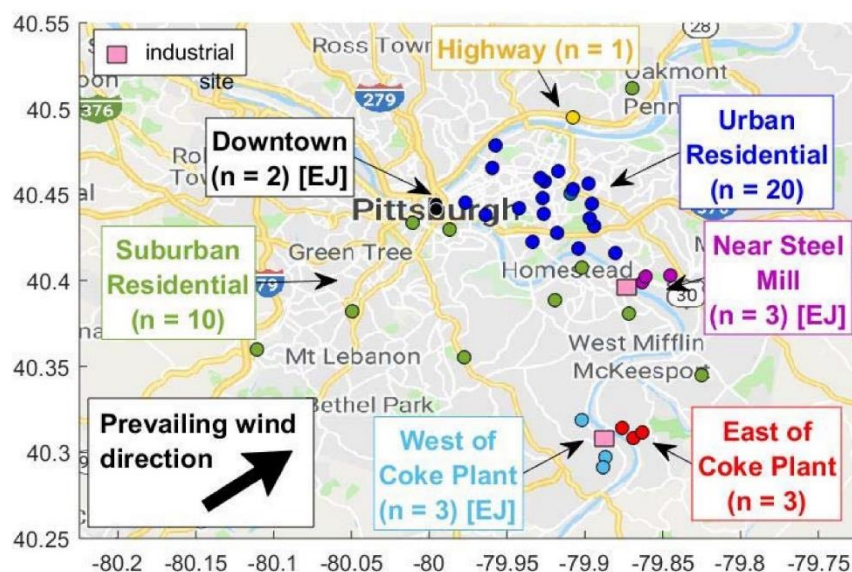 40.55
40.5
40.45
40.4
40.35
40.3
40.25
industrial
site
Ross Town
Highway (n = 1)
28
Oakmont
Penn
376
279
Downtown
(n = 2) [EJ]
Urban
Residential
(n = 20)
Pittsburgh
376
Suburban
Residential
(n = 10)
Green Tree
79
Homestead
Near Steel
Mill
(n = 3) [EJ]
30
Mt Lebanon
West Mifflin
McKeesport
Bethel Park
Prevailing wind
direction
West of
Coke Plant
(n = 3) [EJ]
East of
Coke Plant
(n = 3)
-80.2
-80.15
-80.1
-80.05
-80
-79.95
-79.9
-79.85
-79.8
-79.75